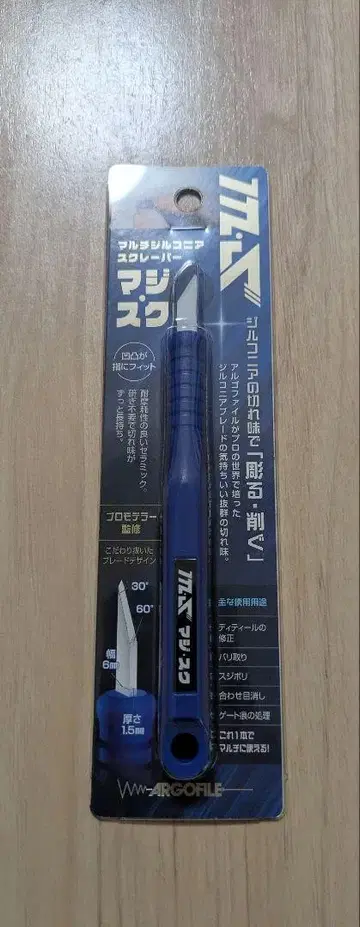 マルチジルコニア
スクレーパー
マジ・
スク
凹凸が
指にフィット
耐摩耗性の良いセラミック。
研ぎ不要で切れ味が
ずっと長持ち。
プロモデラー
監修
こだわり抜いた
ブレードデザイン
30°
60°
幅
6mm
厚さ
1.5mm
ジルコニアの切れ味で「彫る・削ぐ」
アルゴファイルがプロの世界で培った
ジルコニアブレードの気持ちいい抜群の切れ味。
マジ・スク
主な使用用途
ディティールの
修正
バリ取り
スジボリ
合わせ目消し
ゲート痕の処理
これ1本で
マルチに使える!
ARGOFILE